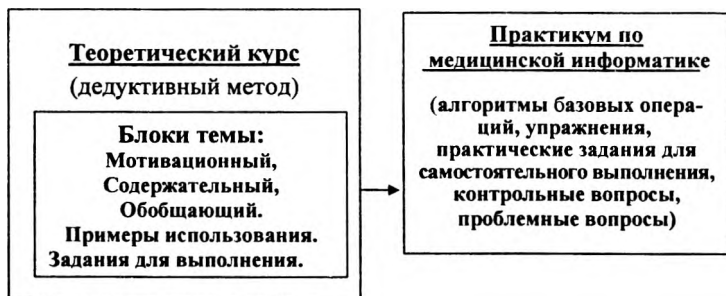 Теоретический курс
(дедуктивный метод)
Блоки темы:
Мотивационный,
Содержательный,
Обобщающий.
Примеры использования.
Задания для выполнения.
Практикум по
медицинской информатике
(алгоритмы базовых опера-
ций, упражнения,
практические задания для
самостоятельного выполнения,
контрольные вопросы,
проблемные вопросы)